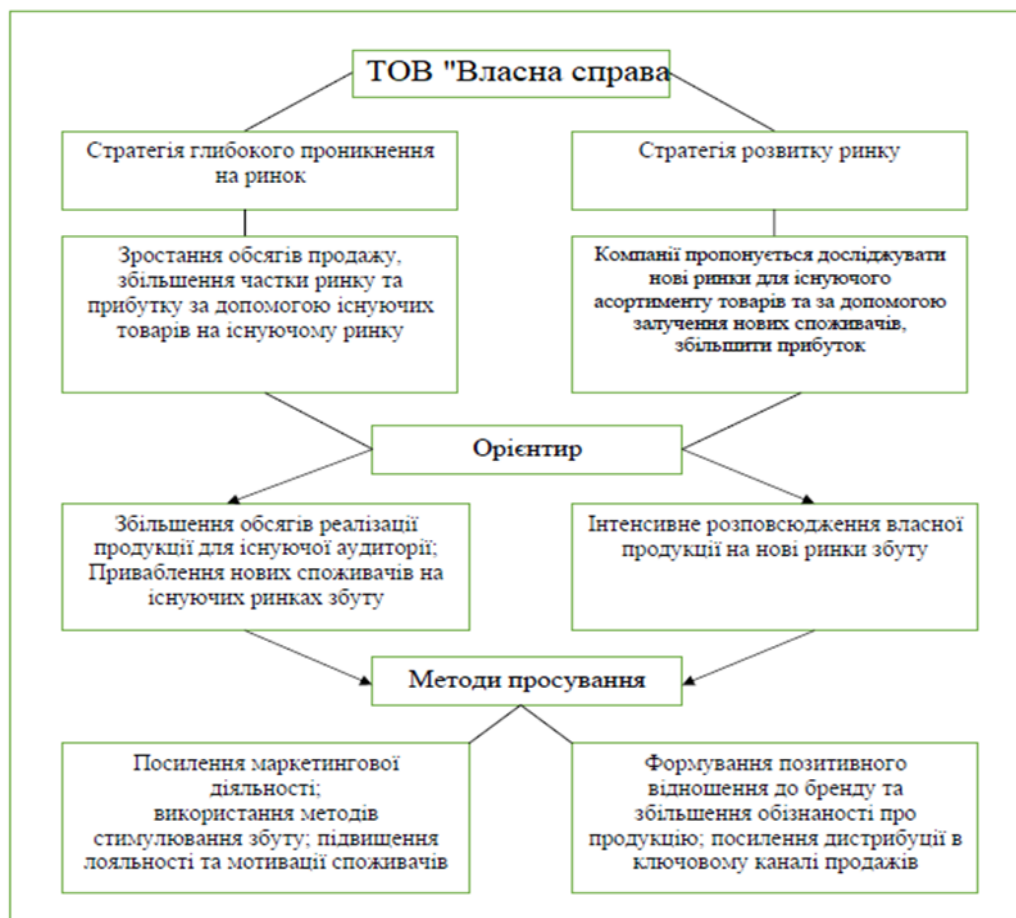 ТОВ "Власна справа
Стратегія глибокого проникнення
на ринок
Стратегія розвитку ринку
Зростання обсягів продажу,
збільшення частки ринку та
прибутку за допомогою існуючих
товарів на існуючому ринку
Компанії пропонується досліджувати
нові ринки для існуючого
асортименту товарів та за допомогою
залучення нових споживачів,
збільшити прибуток
Орієнтир
Збільшення обсягів реалізації
продукції для існуючої аудиторії;
Приваблення нових споживачів на
існуючих ринках збуту
Інтенсивне розповсюдження власної
продукції на нові ринки збуту
Методи просування
Посилення маркетингової
діяльності;
використання методів
стимулювання збуту; підвищення
лояльності та мотивації споживачів
Формування позитивного
відношення до бренду та
збільшення обізнаності про
продукцію; посилення дистрибуції в
ключовому каналі продажів